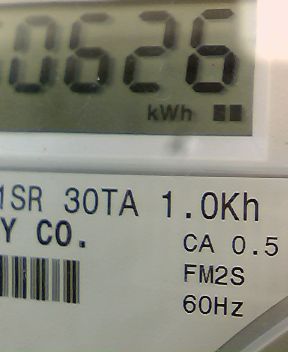 0626
kWh
1SR 30TA 1.0Kh
Y CO.
CA 0.5
FM2S
60Hz